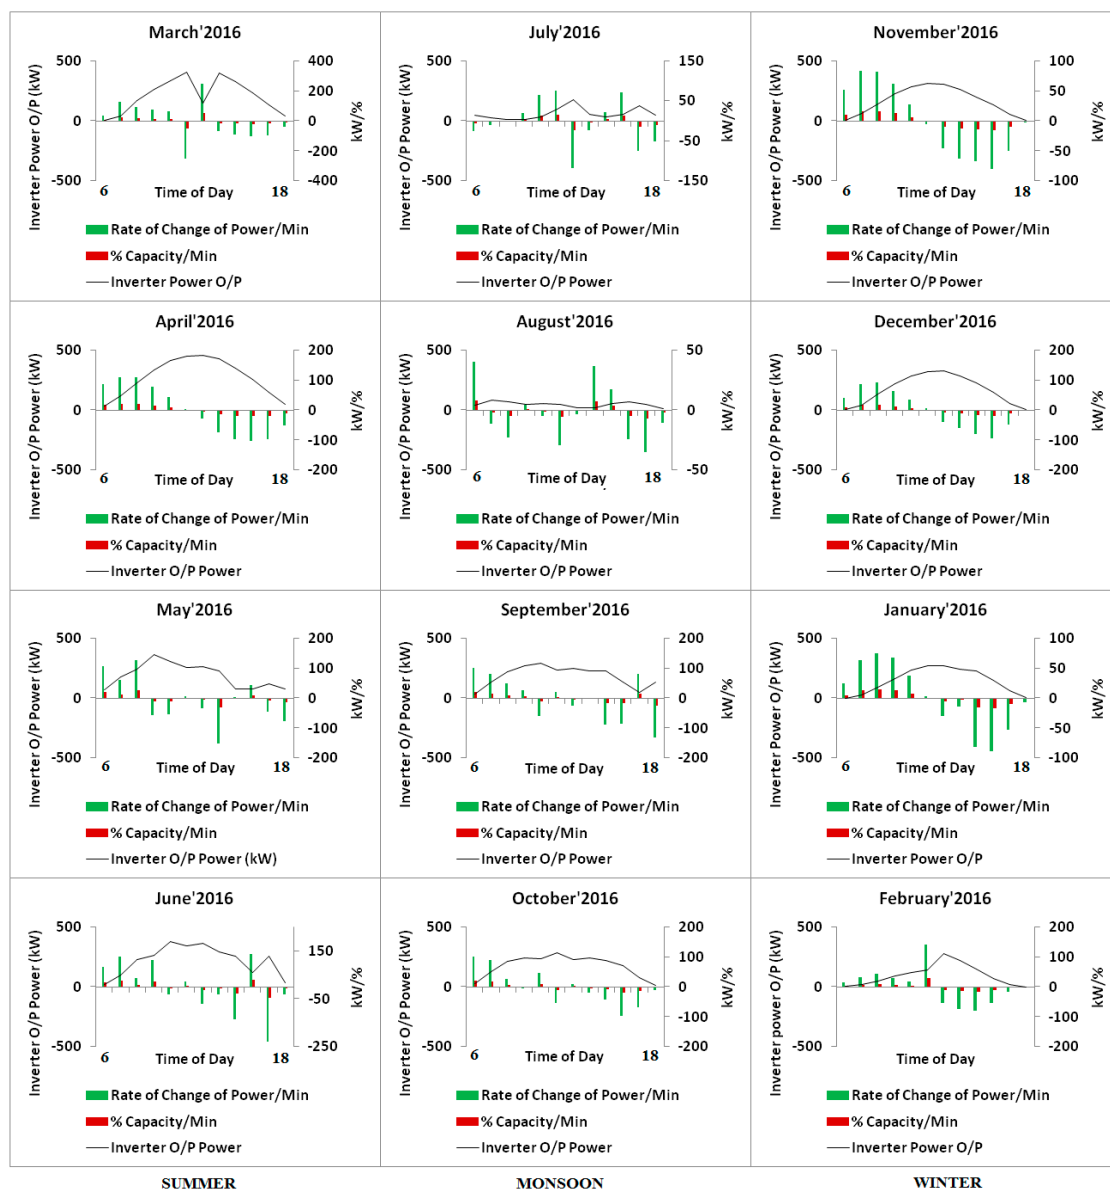 March'2016
Inverter Power O/P (kW)
500
0
-500
400
200
0
-200
-400
kW/%
6
Time of Day
18
Rate of Change of Power/Min
% Capacity/Min
Inverter Power O/P
July'2016
Inverter O/P Power (kW)
500
0
-500
150
50
-50
-150
kW/%
6
Time of Day
18
Rate of Change of Power/Min
% Capacity/Min
Inverter O/P Power
November'2016
Inverter O/P Power (kW)
500
0
-500
100
50
0
-50
-100
kW/%
6
Time of Day
18
Rate of Change of Power/Min
% Capacity/Min
Inverter O/P Power
April'2016
Inverter O/P Power (kW)
500
0
-500
200
100
0
-100
-200
kW/%
6
Time of Day
18
Rate of Change of Power/Min
% Capacity/Min
Inverter O/P Power
August'2016
Inverter O/P Power (kW)
500
0
-500
50
0
-50
kW/%
6
Time of Day
18
Rate of Change of Power/Min
% Capacity/Min
Inverter O/P Power
December'2016
Inverter O/P Power (kW)
500
0
-500
200
100
0
-100
-200
kW/%
6
Time of Day
18
Rate of Change of Power/Min
% Capacity/Min
Inverter O/P Power
May'2016
Inverter O/P Power (kW)
500
0
-500
200
100
0
-100
-200
kW/%
6
Time of Day
18
Rate of Change of Power/Min
% Capacity/Min
Inverter O/P Power (kW)
September'2016
Inverter O/P Power (kW)
500
0
-500
200
100
0
-100
-200
kW/%
6
Time of Day
18
Rate of Change of Power/Min
% Capacity/Min
Inverter O/P Power
January'2016
Inverter Power O/P (kW)
500
0
-500
100
50
0
-50
-100
kW/%
6
Time of Day
18
Rate of Change of Power/Min
% Capacity/Min
Inverter Power O/P
June'2016
Inverter O/P Power (kW)
500
0
-500
150
-50
-250
kW/%
6
Time of Day
18
Rate of Change of Power/Min
% Capacity/Min
Inverter O/P Power
October'2016
Inverter O/P Power (kW)
500
0
-500
200
100
0
-100
-200
kW/%
6
Time of Day
18
Rate of Change of Power/Min
% Capacity/Min
Inverter O/P Power
February'2016
Inverter power O/P (kW)
500
0
-500
200
100
0
-100
-200
kW/%
Time of Day
Rate of Change of Power/Min
% Capacity/Min
Inverter Power O/P
SUMMER
MONSOON
WINTER